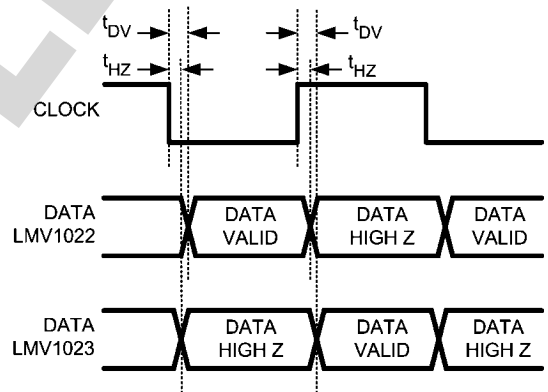 tDV
tDV
tHZ
tHZ
CLOCK
DATA
LMV1022
DATA
VALID
DATA
HIGH Z
DATA
VALID
DATA
LMV1023
DATA
HIGH Z
DATA
VALID
DATA
HIGH Z